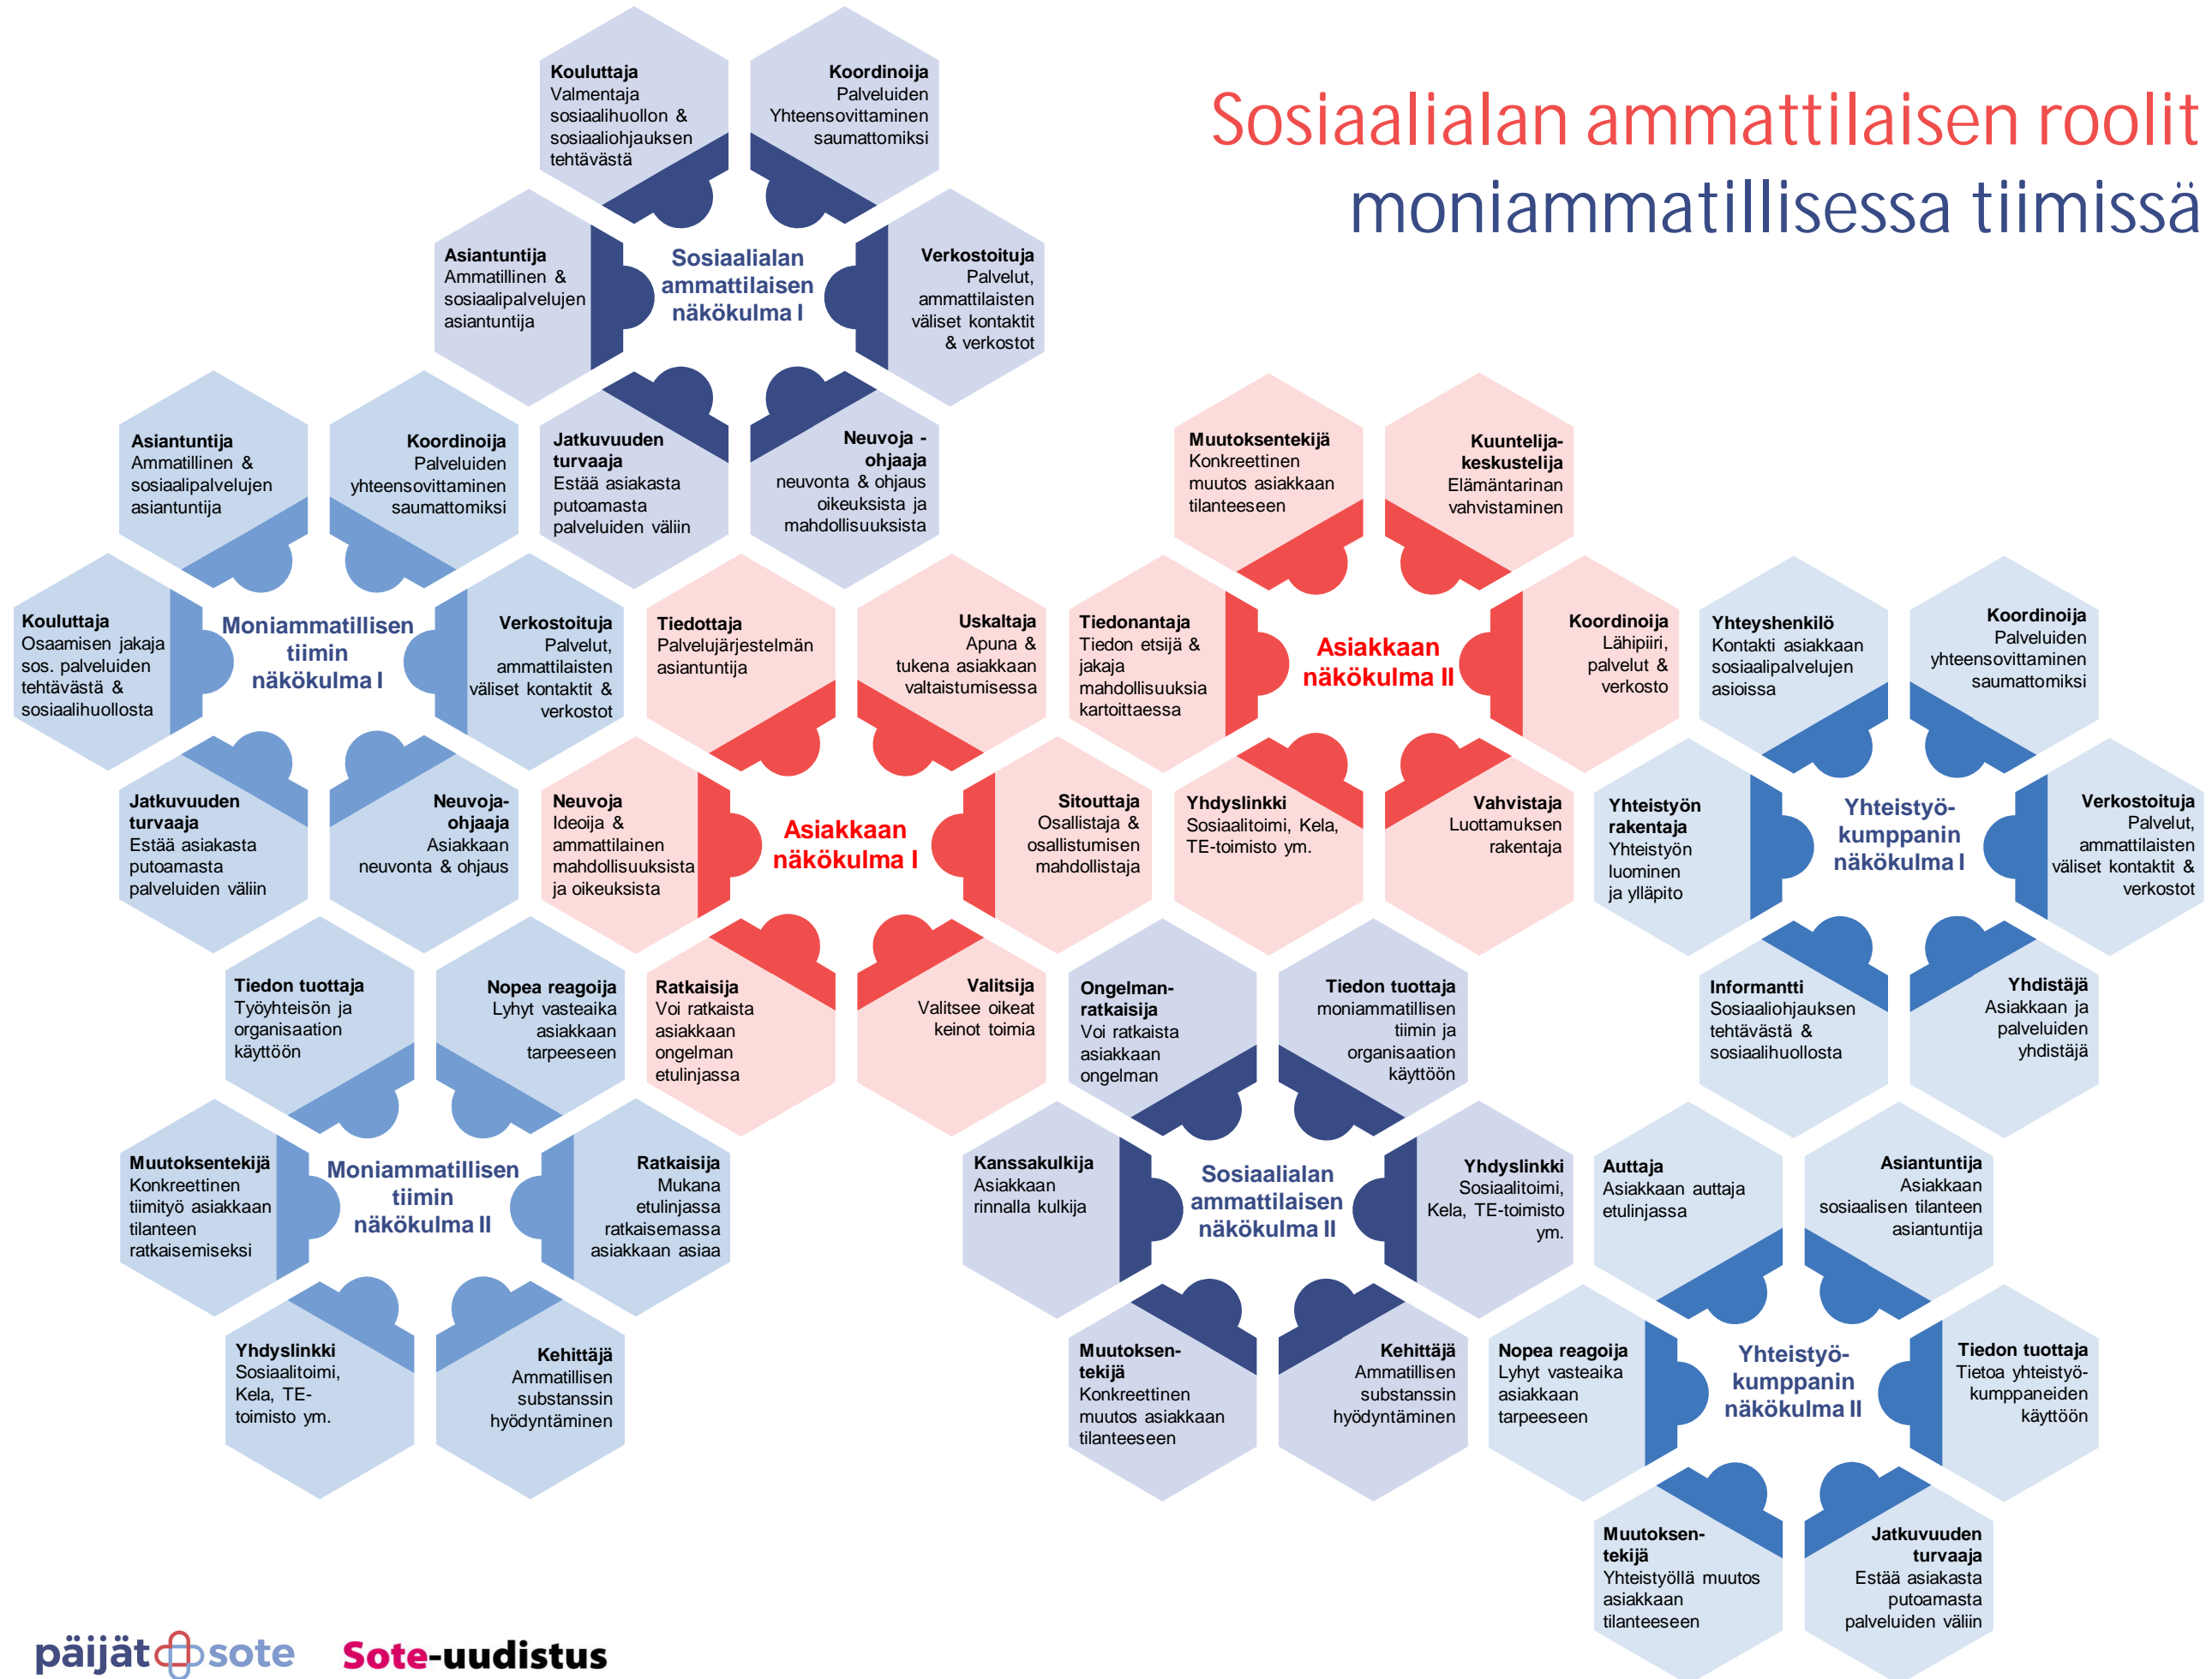 Sosiaalialan ammattilaisen roolit
moniammatillisessa tiimissä
Kouluttaja
Valmentaja
sosiaalihuollon &
sosiaaliohjauksen
tehtävästä
Koordinoija
Palveluiden
Yhteensovittaminen
saumattomiksi
Asiantuntija
Ammatillinen &
sosiaalipalvelujen
asiantuntija
Sosiaalialan
ammattilaisen
näkökulma I
Verkostoituja
Palvelut,
ammattilaisten
väliset kontaktit
& verkostot
Jatkuvuuden
turvaaja
Estää asiakasta
putoamasta
palveluiden väliin
Neuvoja -
ohjaaja
neuvonta & ohjaus
oikeuksista ja
mahdollisuuksista
Asiantuntija
Ammatillinen &
sosiaalipalvelujen
asiantuntija
Koordinoija
Palveluiden
yhteensovittaminen
saumattomiksi
Kouluttaja
Osaamisen jakaja
sos. palveluiden
tehtävästä &
sosiaalihuollosta
Moniammatillisen
tiimin
näkökulma I
Verkostoituja
Palvelut,
ammattilaisten
väliset kontaktit &
verkostot
Jatkuvuuden
turvaaja
Estää asiakasta
putoamasta
palveluiden väliin
Neuvoja-
ohjaaja
Asiakkaan
neuvonta & ohjaus
Tiedottaja
Palvelujärjestelmän
asiantuntija
Uskaltaja
Apuna &
tukena asiakkaan
valtaistumisessa
Neuvoja
Ideoija &
ammattilainen
mahdollisuuksista
ja oikeuksista
Asiakkaan
näkökulma I
Sitouttaja
Osallistaja &
osallistumisen
mahdollistaja
Ratkaisija
Voi ratkaista
asiakkaan
ongelman
etulinjassa
Valitsija
Valitsee oikeat
keinot toimia
Muutoksentekijä
Konkreettinen
muutos asiakkaan
tilanteeseen
Kuuntelija-
keskustelija
Elämäntarinan
vahvistaminen
Tiedonantaja
Tiedon etsijä &
jakaja
mahdollisuuksia
kartoittaessa
Asiakkaan
näkökulma II
Koordinoija
Lähipiiri,
palvelut &
verkosto
Yhdyslinkki
Sosiaalitoimi, Kela,
TE-toimisto ym.
Vahvistaja
Luottamuksen
rakentaja
Yhteyshenkilö
Kontakti asiakkaan
sosiaalipalvelujen
asioissa
Koordinoija
Palveluiden
yhteensovittaminen
saumattomiksi
Yhteistyön
rakentaja
Yhteistyön
luominen
ja ylläpito
Yhteistyö-
kumppanin
näkökulma I
Verkostoituja
Palvelut,
ammattilaisten
väliset kontaktit &
verkostot
Informantti
Sosiaaliohjauksen
tehtävästä &
sosiaalihuollosta
Yhdistäjä
Asiakkaan ja
palveluiden
yhdistäjä
Tiedon tuottaja
Työyhteisön ja
organisaation
käyttöön
Nopea reagoija
Lyhyt vasteaika
asiakkaan
tarpeeseen
Muutoksentekijä
Konkreettinen
tiimityö asiakkaan
tilanteen
ratkaisemiseksi
Moniammatillisen
tiimin
näkökulma II
Ratkaisija
Mukana
etulinjassa
ratkaisemassa
asiakkaan asiaa
Yhdyslinkki
Sosiaalitoimi,
Kela, TE-
toimisto ym.
Kehittäjä
Ammatillisen
substanssin
hyödyntäminen
Ongelman-
ratkaisija
Voi ratkaista
asiakkaan
ongelman
Tiedon tuottaja
moniammatillisen
tiimin ja
organisaation
käyttöön
Kanssakulkija
Asiakkaan
rinnalla kulkija
Sosiaalialan
ammattilaisen
näkökulma II
Yhdyslinkki
Sosiaalitoimi,
Kela, TE-toimisto
ym.
Muutoksen-
tekijä
Konkreettinen
muutos asiakkaan
tilanteeseen
Kehittäjä
Ammatillisen
substanssin
hyödyntäminen
Auttaja
Asiakkaan auttaja
etulinjassa
Asiantuntija
Asiakkaan
sosiaalisen tilanteen
asiantuntija
Nopea reagoija
Lyhyt vasteaika
asiakkaan
tarpeeseen
Yhteistyö-
kumppanin
näkökulma II
Tiedon tuottaja
Tietoa yhteistyö-
kumppaneiden
käyttöön
Muutoksen-
tekijä
Yhteistyöllä muutos
asiakkaan
tilanteeseen
Jatkuvuuden
turvaaja
Estää asiakasta
putoamasta
palveluiden väliin
päijät sote
Sote-uudistus